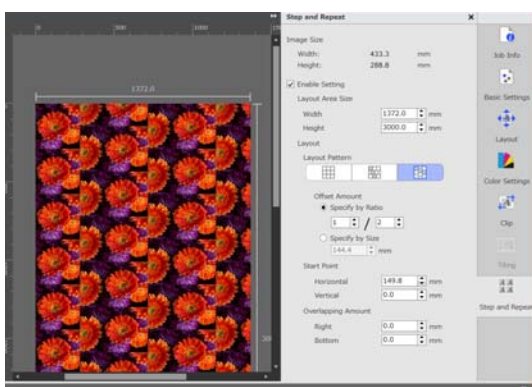 Step and Repeat
×
0
500
1000
1372.0
Image Size
Width: 433.3 mm
Height: 288.8 mm
Enable Setting
Layout Area Size
Width 1372.0 mm
Height 3000.0 mm
Layout
Layout Pattern
Offset Amount
Specify by Ratio
1 / 2
Specify by Size
144.4 mm
Start Point
Horizontal 149.8 mm
Vertical 0.0 mm
Overlapping Amount
Right 0.0 mm
Bottom 0.0 mm
Job Info
Basic Settings
Layout
Color Settings
Clip
Tiling
Step and Repeat